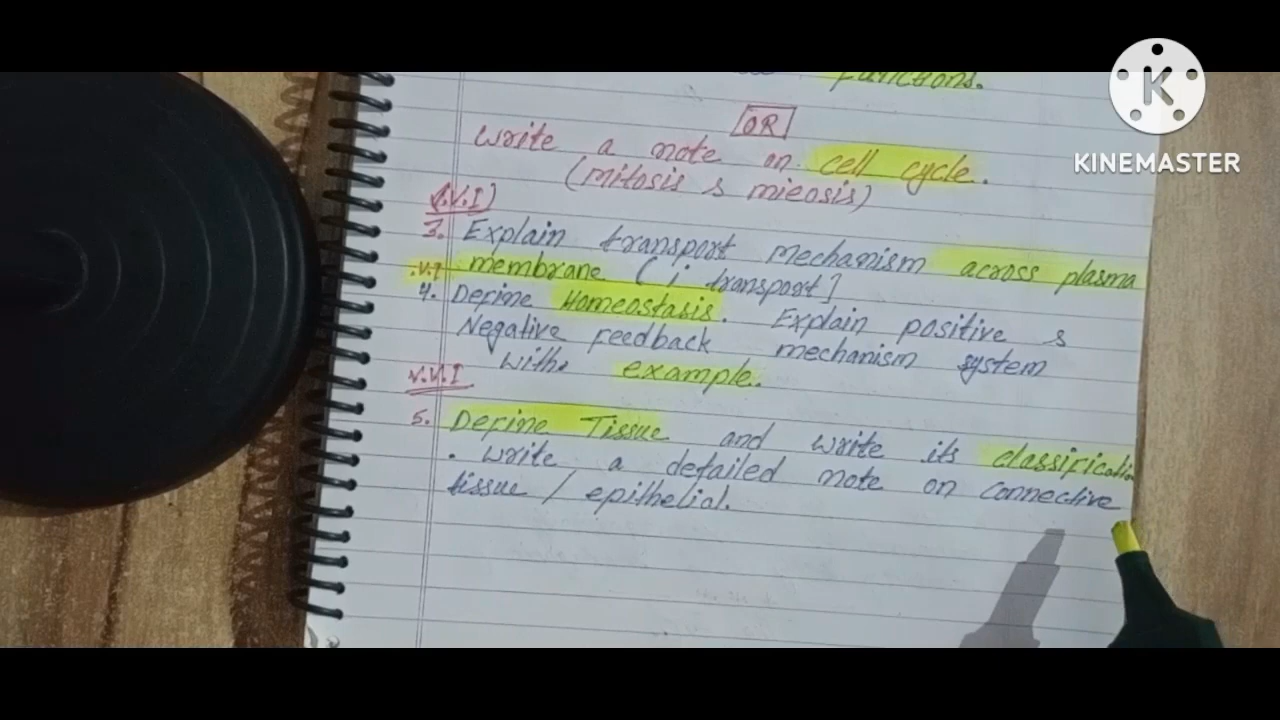 functions.
OR
Write a note on cell cycle.
(mitosis & mieosis)
(V.V.I)
3. Explain transport mechanism across plasma
V.I membrane ( ; transport]
4. Define Homeostasis. Explain positive &
Negative Feedback mechanism system
with example.
V.V.I
5. Define Tissue and write its classificatio
. write a detailed note on connective
tissue / epithelial.
K
KINEMASTER